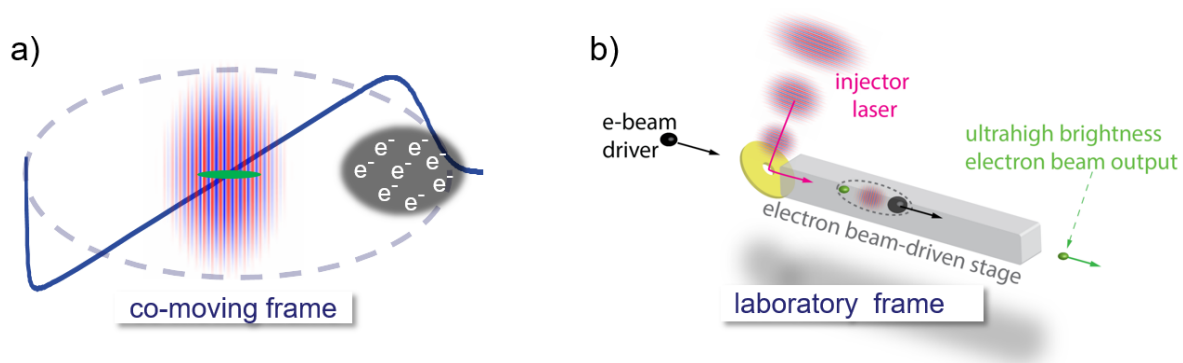 a)
e⁻ e⁻ e⁻
e⁻ e⁻ e⁻
e⁻ e⁻
e⁻
co-moving frame
b)
injector
laser
e-beam
driver
ultrahigh brightness
electron beam output
electron beam-driven stage
laboratory frame